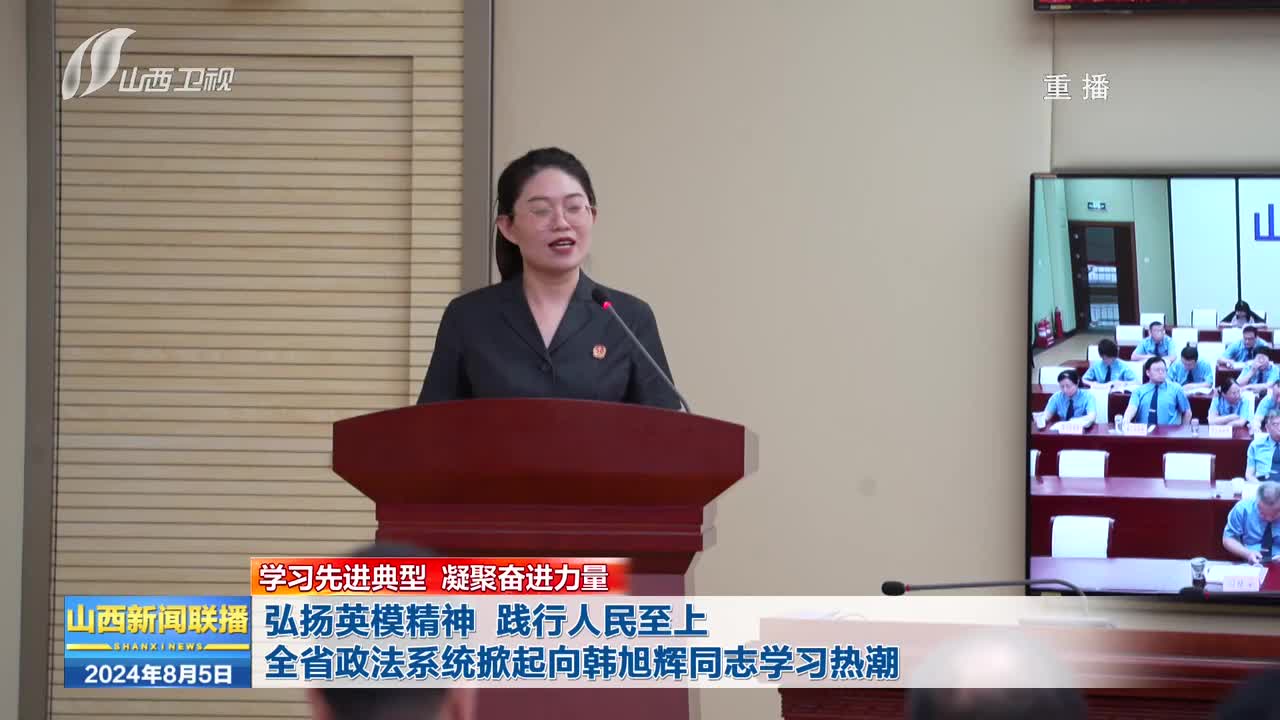 山西卫视
重播
学习先进典型 凝聚奋进力量
山西新闻联播
SHANXI NEWS
2024年8月5日
弘扬英模精神 践行人民至上
全省政法系统掀起向韩旭辉同志学习热潮
山